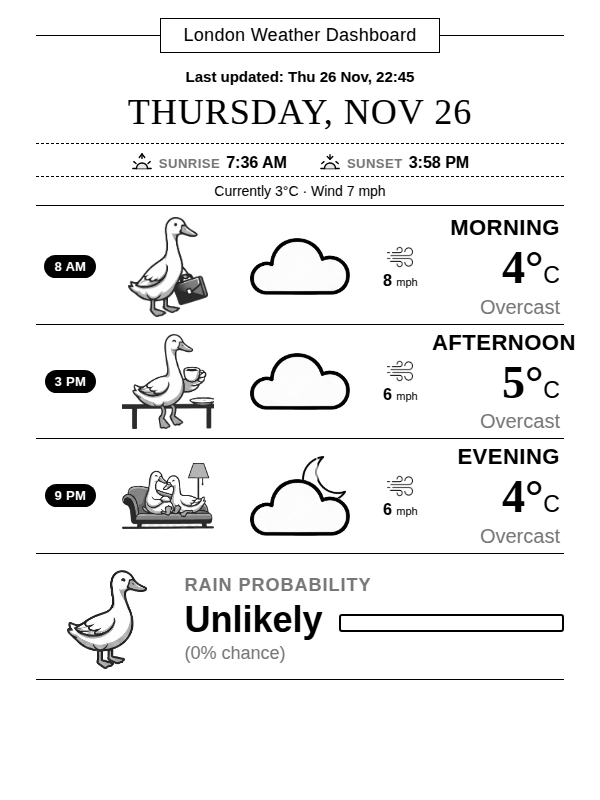 London Weather Dashboard
Last updated: Thu 26 Nov, 22:45
THURSDAY, NOV 26
SUNRISE 7:36 AM SUNSET 3:58 PM
Currently 3°C · Wind 7 mph
8 AM
8 mph
MORNING
4°C
Overcast
3 PM
6 mph
AFTERNOON
5°C
Overcast
9 PM
6 mph
EVENING
4°C
Overcast
RAIN PROBABILITY
Unlikely
(0% chance)